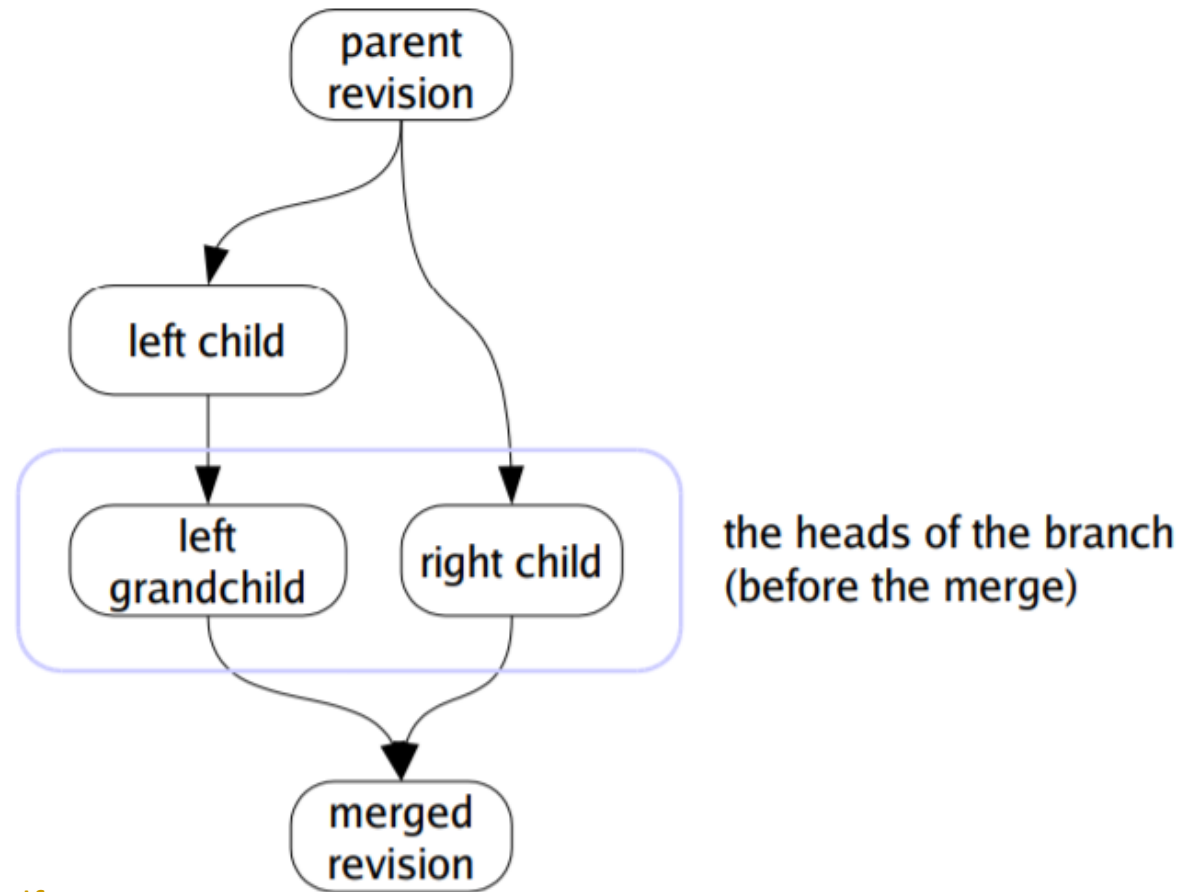 parent
revision
left child
left
grandchild
right child
the heads of the branch
(before the merge)
merged
revision